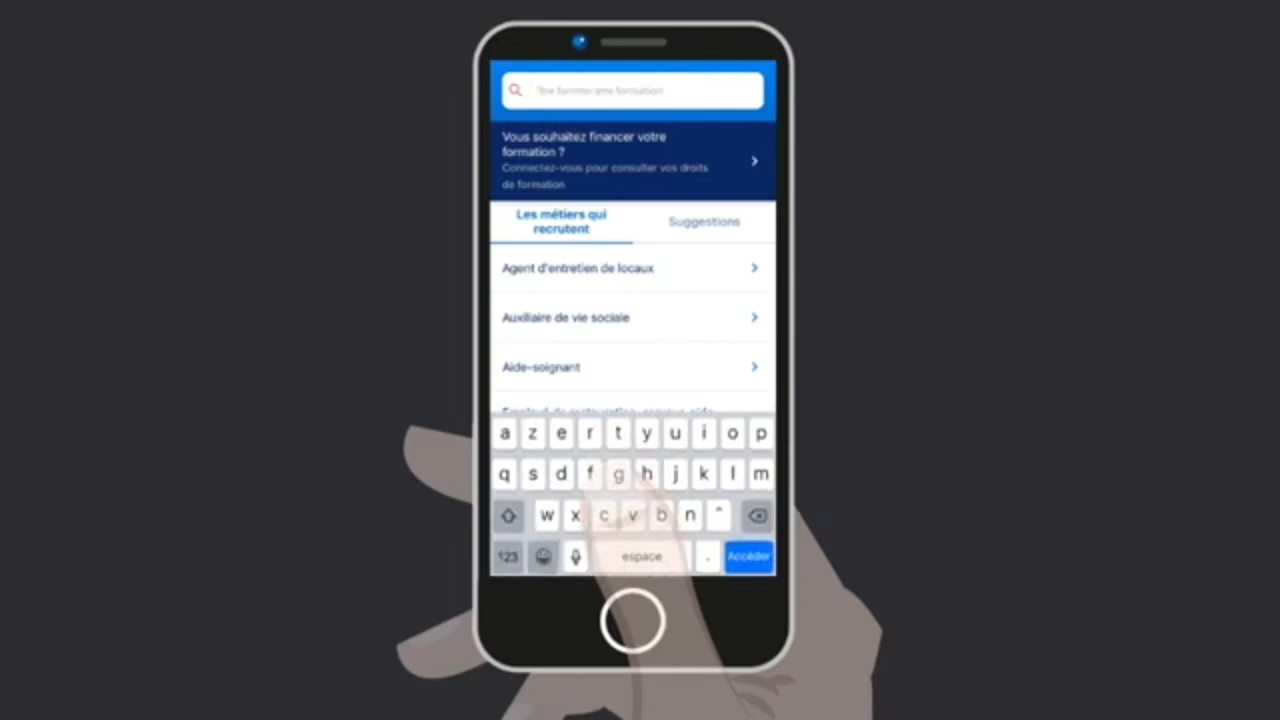 formation
Vous souhaitez financer votre
formation ?
Connectez-vous pour consulter vos droits
de formation
Les métiers qui
recrutent
Suggestions
Agent d'entretien de locaux
Auxiliaire de vie sociale
Aide-soignant
a z e r t y u i o p
q s d f g h j k l m
w x c v b n ^
123 espace . Accéder